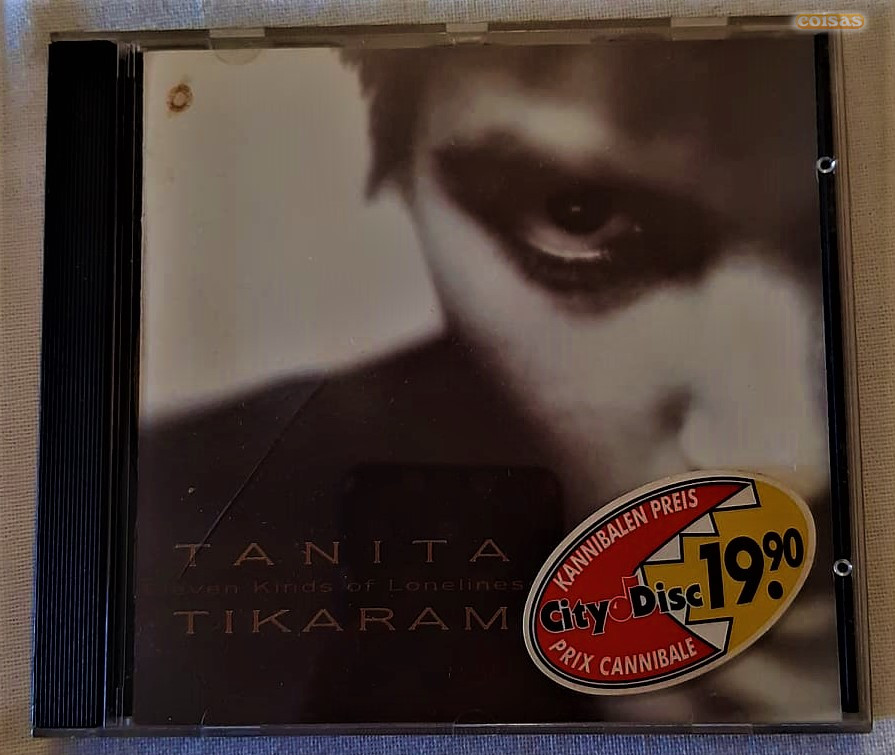 coisas
TANITA
Eleven Kinds of Loneliness
TIKARAM
KANNIBALEN PREIS
City Disc 19.90
PRIX CANNIBALE